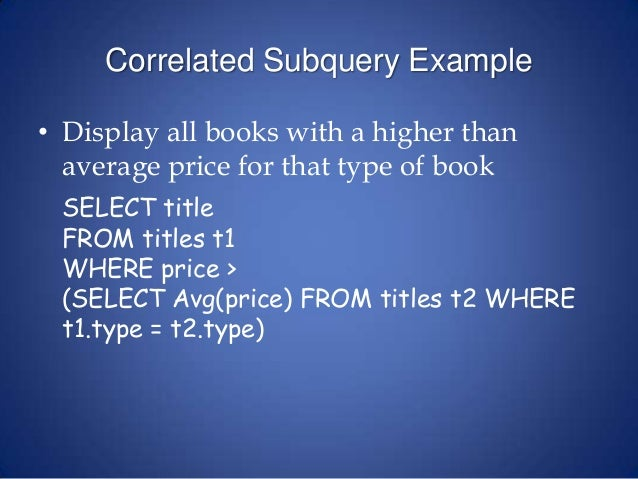 Correlated Subquery Example
• Display all books with a higher than
average price for that type of book
SELECT title
FROM titles t1
WHERE price >
(SELECT Avg(price) FROM titles t2 WHERE
t1.type = t2.type)